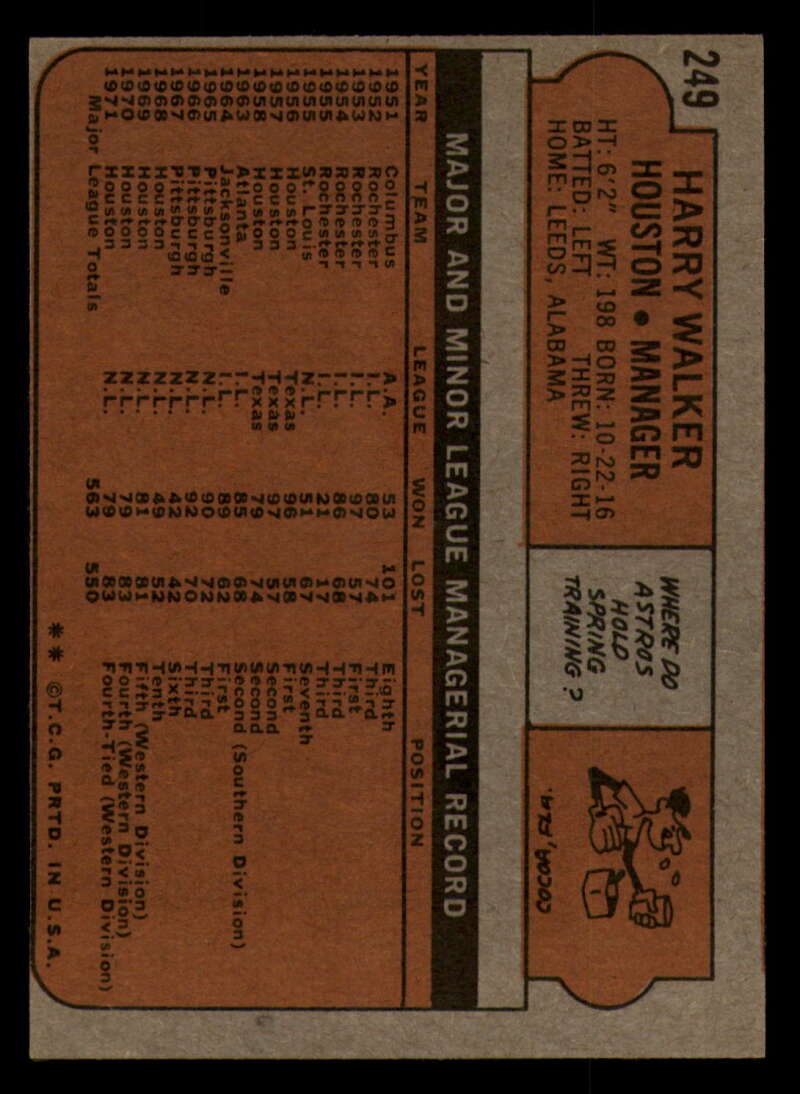 249
HARRY WALKER
HOUSTON • MANAGER
HT: 6'2" WT: 198 BORN: 10-22-16
BATTED: LEFT THREW: RIGHT
HOME: LEEDS, ALABAMA
WHERE DO
ASTROS
HOLD
SPRING
TRAINING?
COCOA, FLA.
MAJOR AND MINOR LEAGUE MANAGERIAL RECORD
YEAR TEAM LEAGUE WON LOST POSITION
1951 Columbus A.A. 53 101 Eighth
1952 Rochester I.L. 80 74 Third
1953 Rochester I.L. 97 57 First
1954 Rochester I.L. 86 68 Third
1955 Rochester I.L. 21 17 Third
1955 St. Louis N.L. 51 67 Seventh
1956 Houston Texas 96 58 First
1957 Houston Texas 97 57 Second
1958 Houston Texas 79 74 Second
1963 Atlanta I.L. 85 68 Second (Southern Division)
1964 Jacksonville I.L. 89 62 First
1965 Pittsburgh N.L. 90 72 Third
1966 Pittsburgh N.L. 92 70 Third
1967 Pittsburgh N.L. 42 42 Sixth
1968 Houston N.L. 49 52 Tenth
1969 Houston N.L. 81 81 Fifth (Western Division)
1970 Houston N.L. 79 83 Fourth (Western Division)
1971 Houston N.L. 79 83 Fourth-Tied (Western Division)
Major League Totals 563 550
** ©T.C.G. PRTD. IN U.S.A.